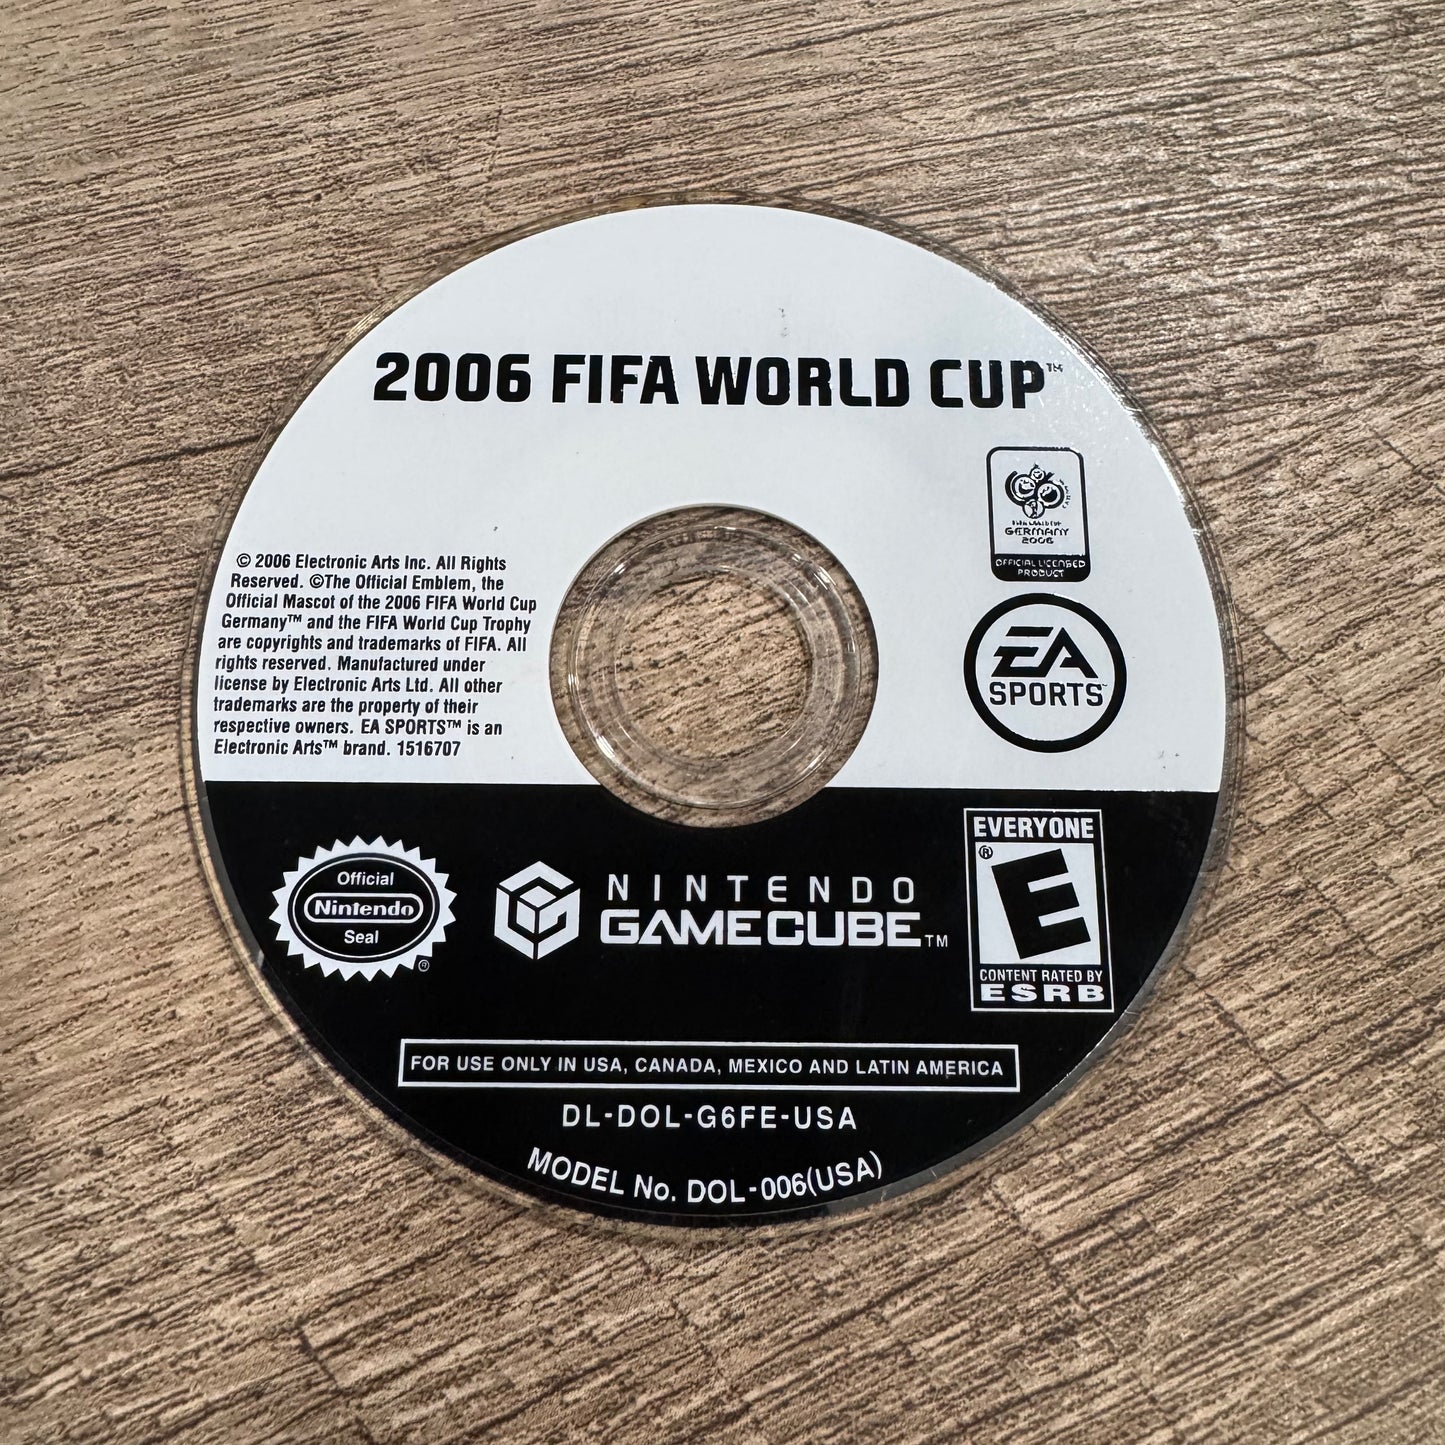 2006 FIFA WORLD CUP™
GERMANY
2006
OFFICIAL LICENSED
PRODUCT
© 2006 Electronic Arts Inc. All Rights
Reserved. ©The Official Emblem, the
Official Mascot of the 2006 FIFA World Cup
Germany™ and the FIFA World Cup Trophy
are copyrights and trademarks of FIFA. All
rights reserved. Manufactured under
license by Electronic Arts Ltd. All other
trademarks are the property of their
respective owners. EA SPORTS™ is an
Electronic Arts™ brand. 1516707
EA
SPORTS™
Official
Nintendo
Seal
®
NINTENDO
GAMECUBE™
EVERYONE
®
E
CONTENT RATED BY
ESRB
FOR USE ONLY IN USA, CANADA, MEXICO AND LATIN AMERICA
DL-DOL-G6FE-USA
MODEL No. DOL-006(USA)